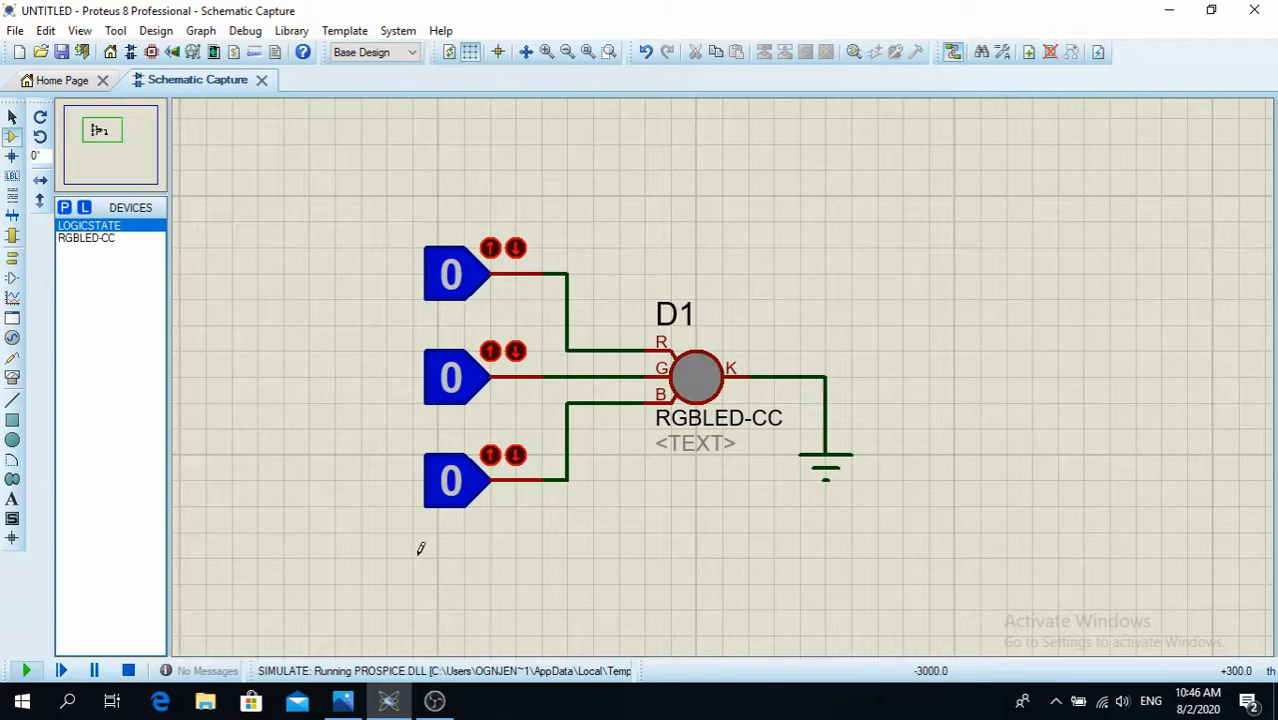 UNTITLED - Proteus 8 Professional - Schematic Capture
File Edit View Tool Design Graph Debug Library Template System Help
Base Design
Home Page
Schematic Capture
0°
P L DEVICES
LOGICSTATE
RGBLED-CC
LBL
A
S
0
0
0
D1
R
G
B
K
RGBLED-CC
<TEXT>
Activate Windows
Go to Settings to activate Windows.
No Messages
SIMULATE: Running PROSPICE.DLL [C:\Users\OGNJEN~1\AppData\Local\Temp
-3000.0
+300.0
th
ENG
10:46 AM
8/2/2020
2